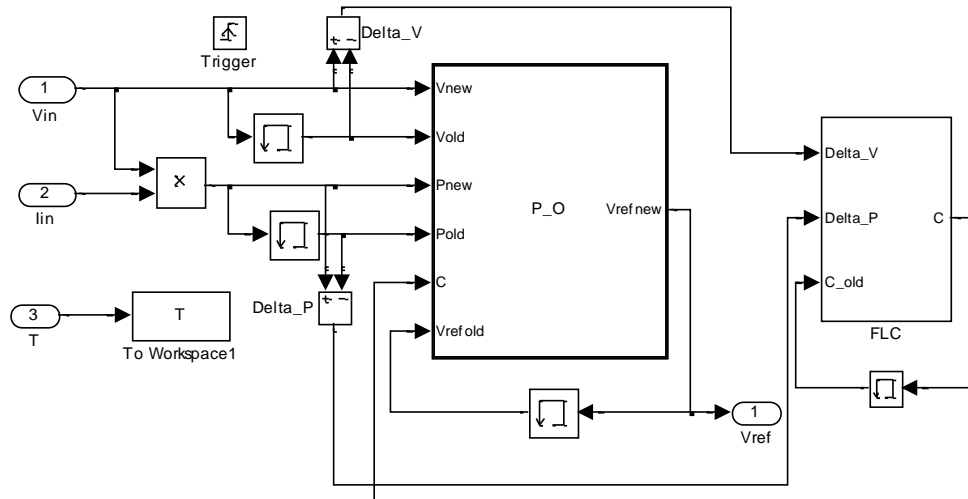 Trigger
+ -
Delta_V
1
Vin
2
Iin
3
T
X
T
To Workspace1
Delta_P
+ -
Vnew
Vold
Pnew
Pold
C
Vrefold
P_O
Vrefnew
1
Vref
Delta_V
Delta_P
C_old
C
FLC